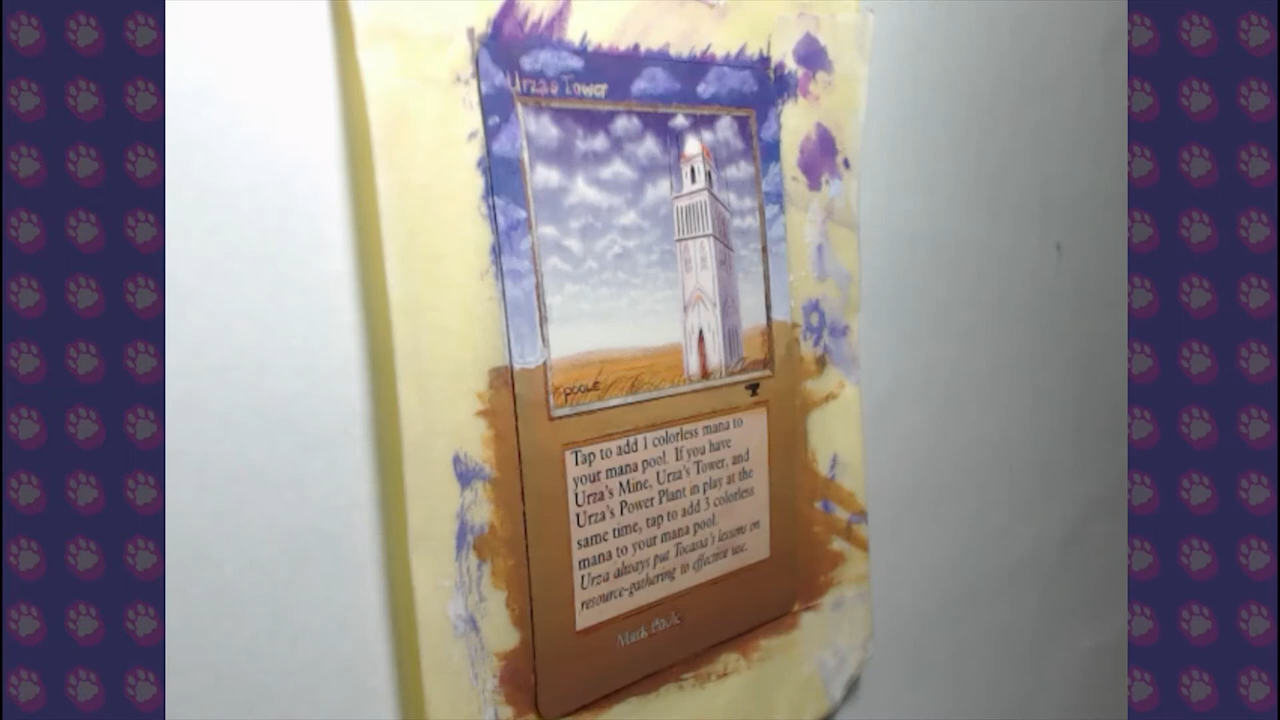 Urza's Tower
POOLE
Tap to add 1 colorless mana to
your mana pool. If you have
Urza's Mine, Urza's Tower, and
Urza's Power Plant in play at the
same time, tap to add 3 colorless
mana to your mana pool.
Urza always put Tocasia's lessons on
resource-gathering to effective use.
Mark Poole